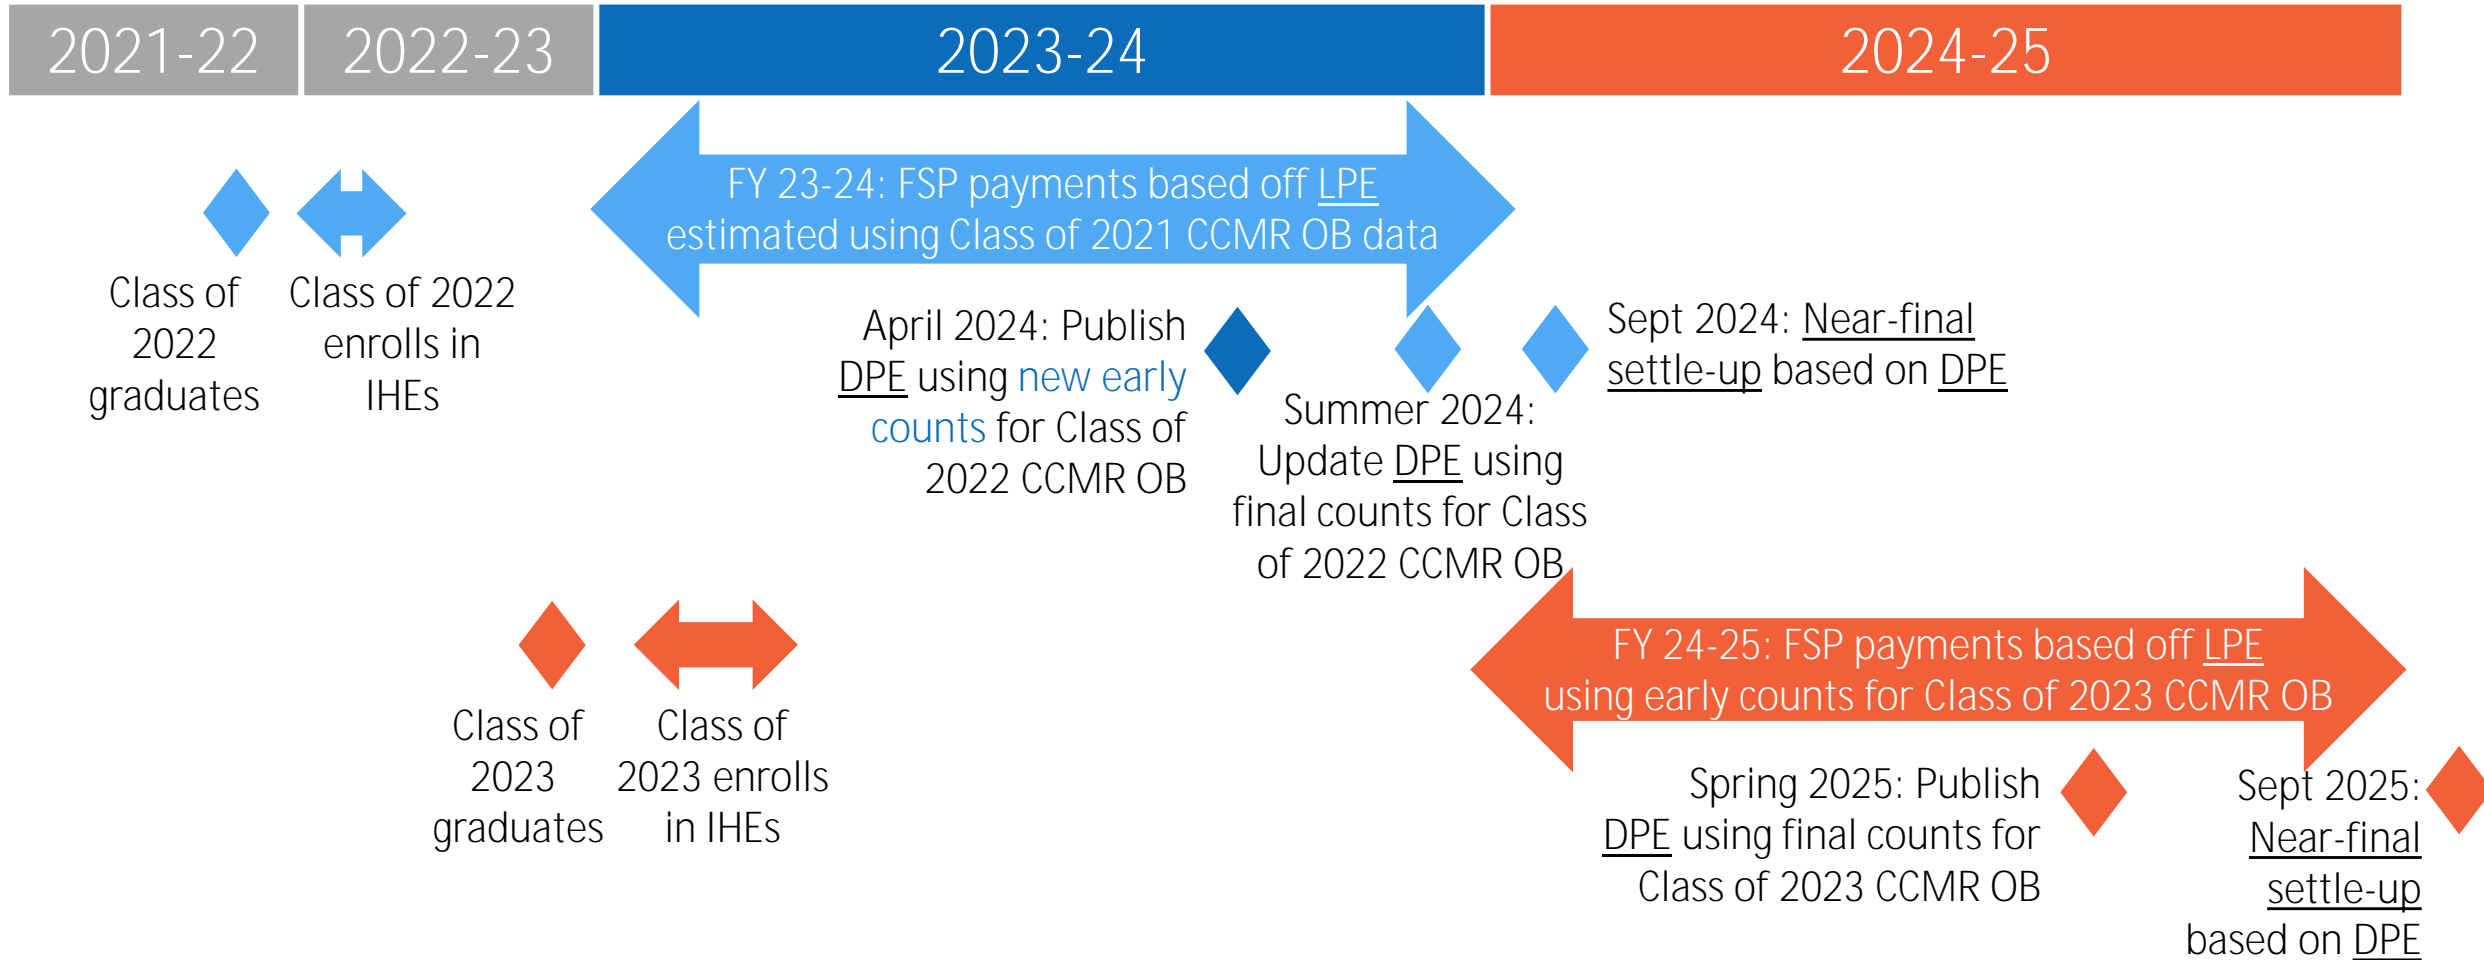 2021-22
2022-23
2023-24
2024-25
FY 23-24: FSP payments based off LPE
estimated using Class of 2021 CCMR OB data
Class of
2022
graduates
Class of 2022
enrolls in
IHEs
April 2024: Publish
DPE using new early
counts for Class of
2022 CCMR OB
Summer 2024:
Update DPE using
final counts for Class
of 2022 CCMR OB
Sept 2024: Near-final
settle-up based on DPE
Class of
2023
graduates
Class of
2023 enrolls
in IHEs
FY 24-25: FSP payments based off LPE
using early counts for Class of 2023 CCMR OB
Spring 2025: Publish
DPE using final counts for
Class of 2023 CCMR OB
Sept 2025:
Near-final
settle-up
based on DPE